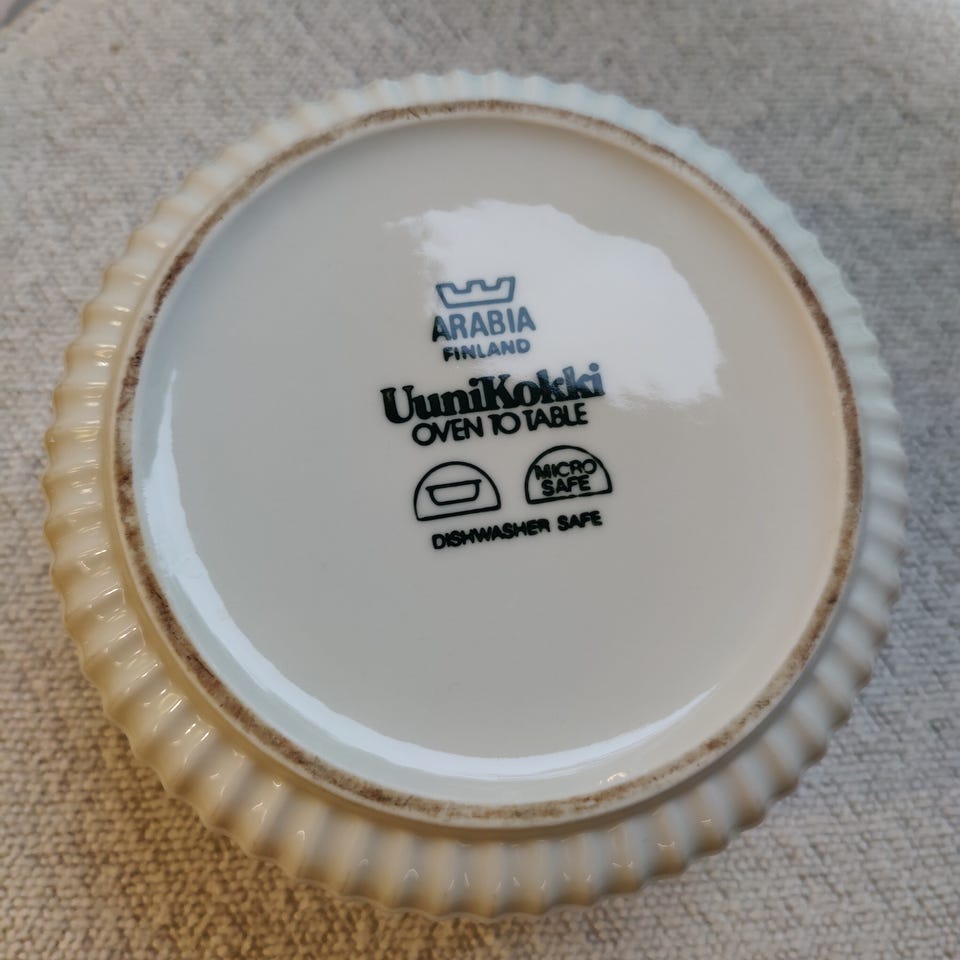 ARABIA
FINLAND
UuniKokki
OVEN TO TABLE
MICRO
SAFE
DISHWASHER SAFE